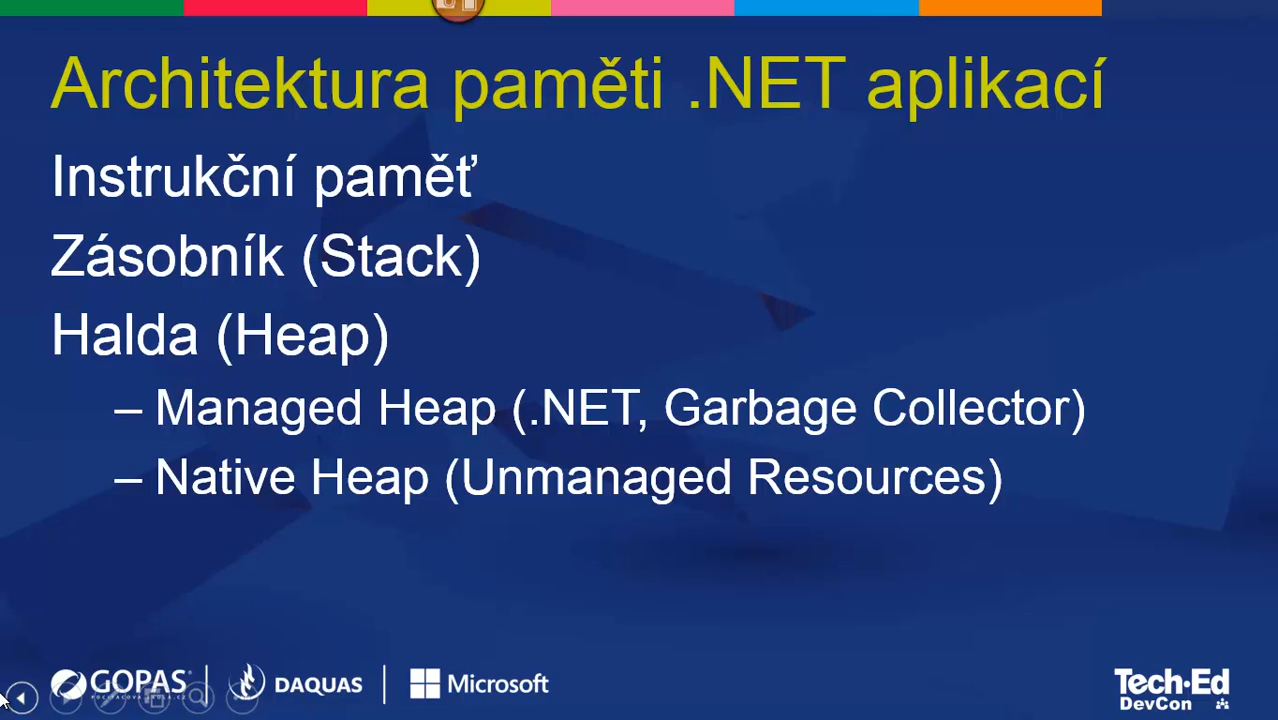 Architektura paměti .NET aplikací
Instrukční paměť
Zásobník (Stack)
Halda (Heap)
– Managed Heap (.NET, Garbage Collector)
– Native Heap (Unmanaged Resources)
GOPAS
DAQUAS
Microsoft
Tech·Ed
DevCon